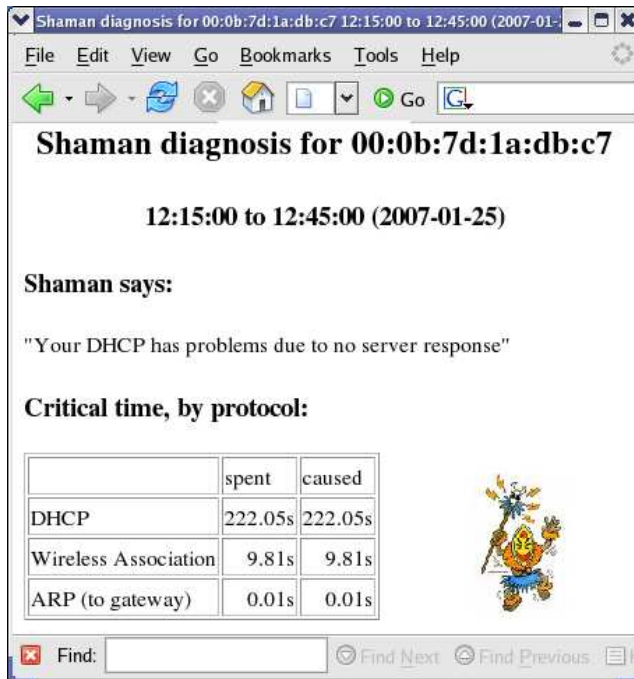 Shaman diagnosis for 00:0b:7d:1a:db:c7 12:15:00 to 12:45:00 (2007-01-
File Edit View Go Bookmarks Tools Help
Go G
Shaman diagnosis for 00:0b:7d:1a:db:c7
12:15:00 to 12:45:00 (2007-01-25)
Shaman says:
"Your DHCP has problems due to no server response"
Critical time, by protocol:
spent caused
DHCP 222.05s 222.05s
Wireless Association 9.81s 9.81s
ARP (to gateway) 0.01s 0.01s
Find: Find Next Find Previous